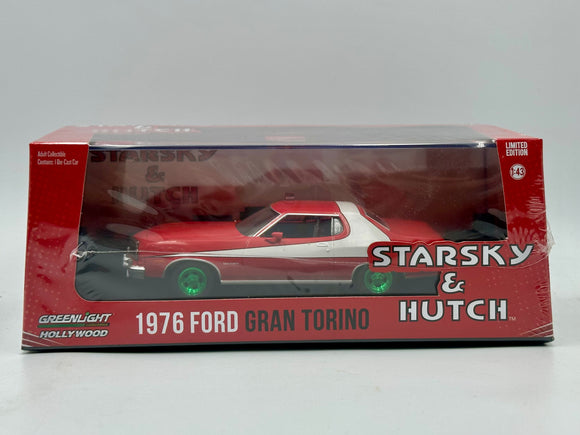 Adult Collectible
Contains: 1 Die-Cast Car
STARSKY
& HUTCH
LIMITED
EDITION
1:43
STARSKY
&
HUTCH™
GREENLIGHT
HOLLYWOOD
1976 FORD GRAN TORINO